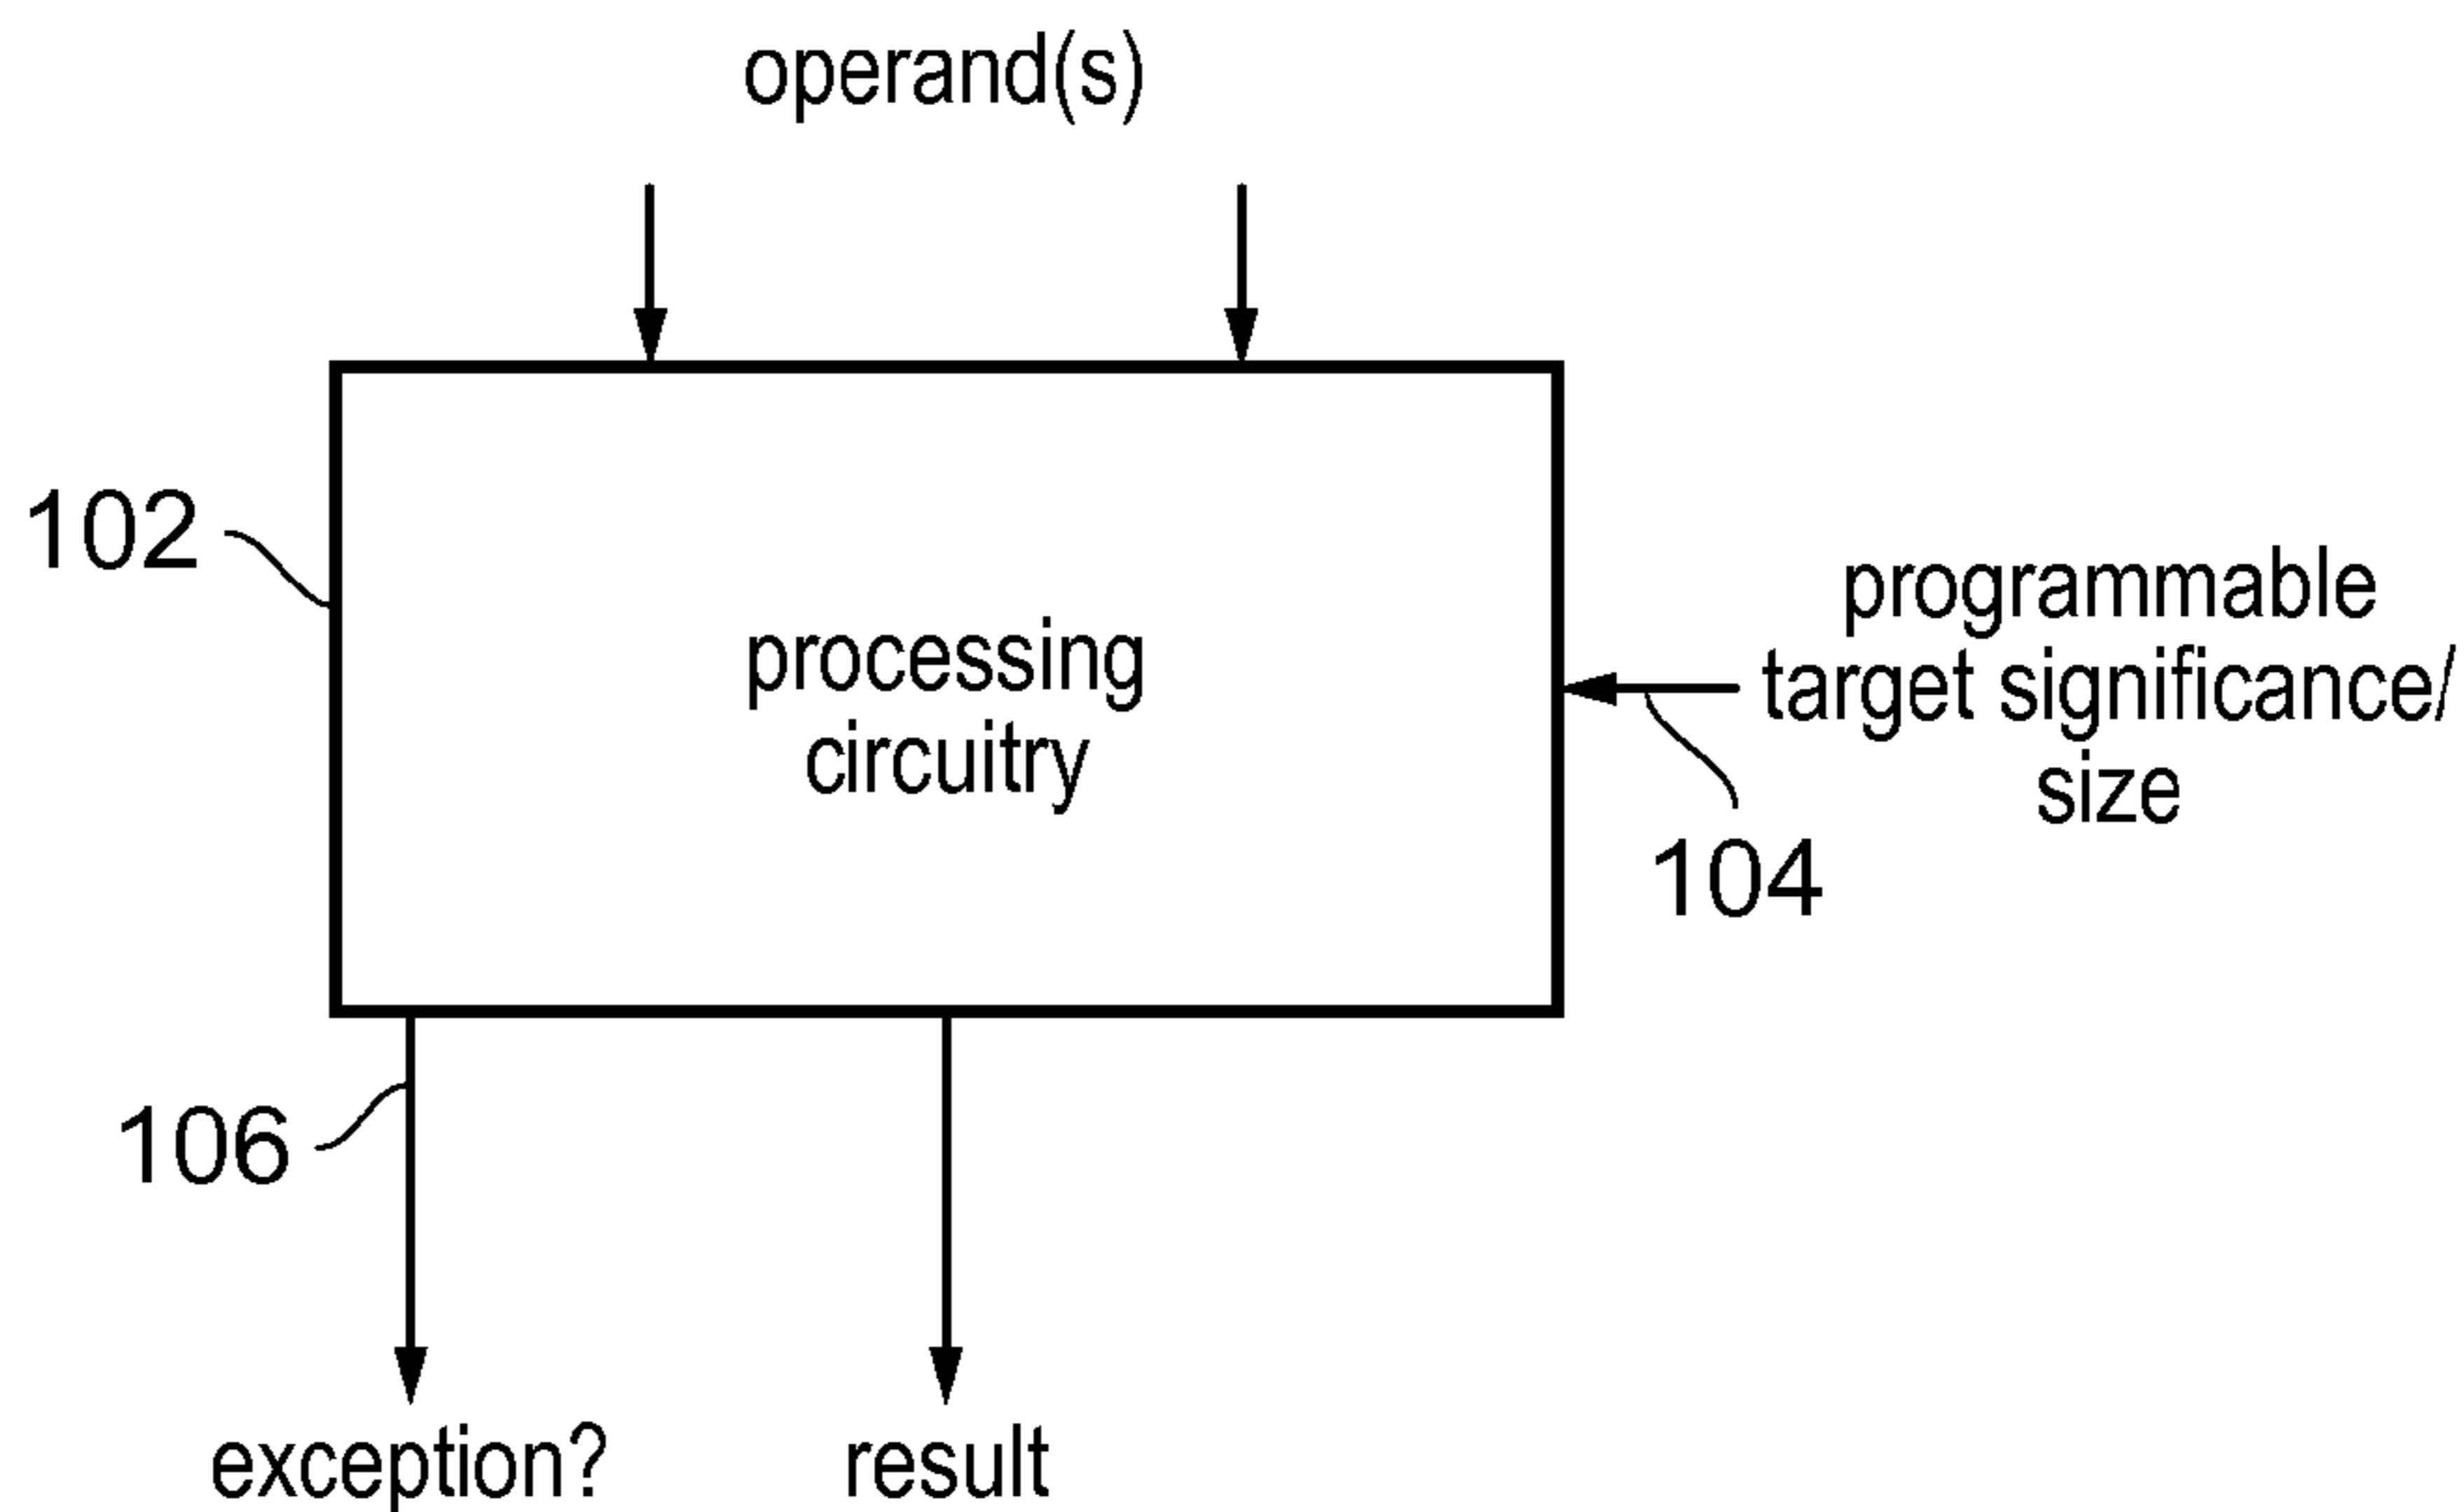 operand(s)
102
processing
circuitry
programmable
target significance/
size
104
106
exception?
result